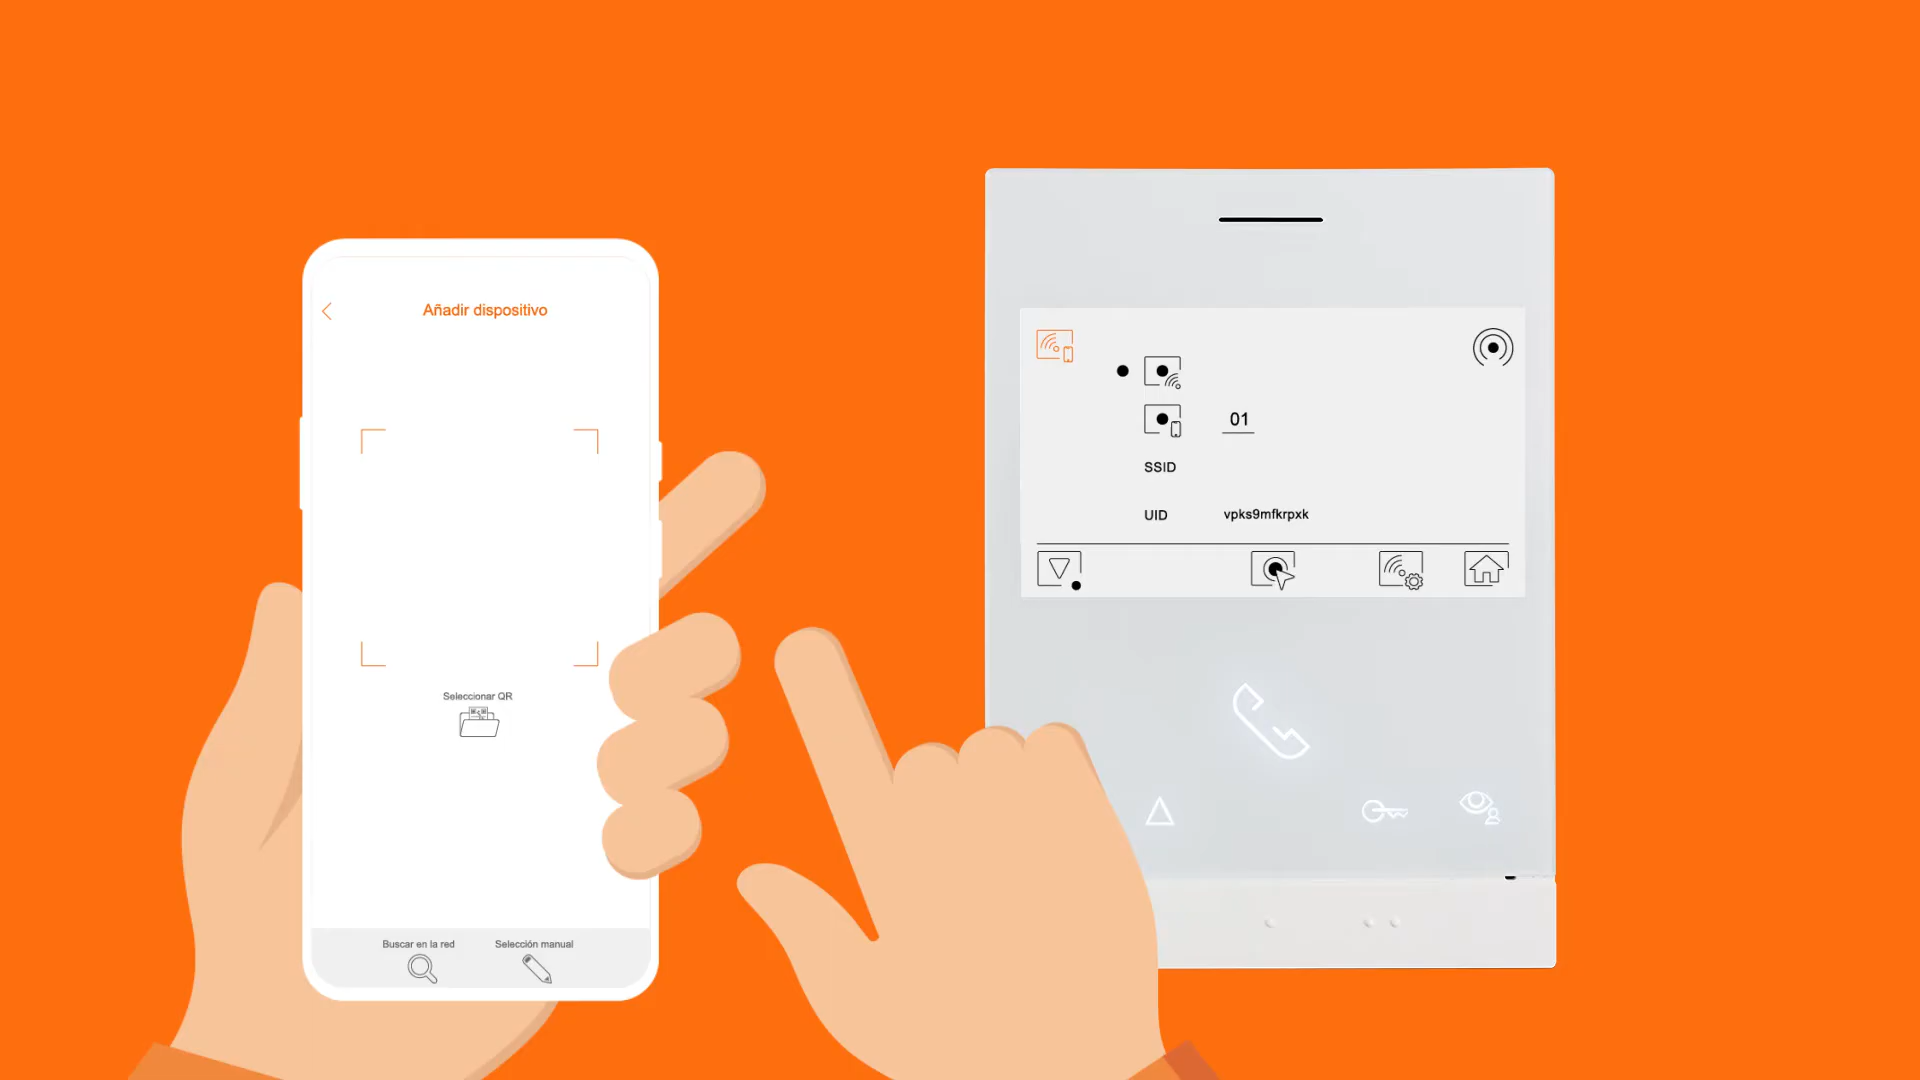 Añadir dispositivo
Seleccionar QR
Buscar en la red
Selección manual
01
SSID
UID
vpks9mfkrpxk